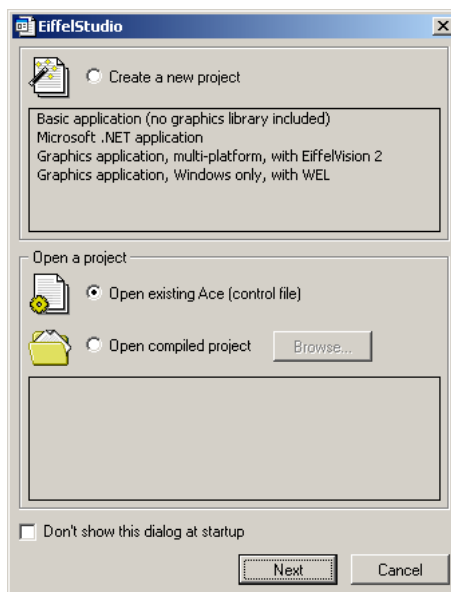 EiffelStudio
Create a new project
Basic application (no graphics library included)
Microsoft .NET application
Graphics application, multi-platform, with EiffelVision 2
Graphics application, Windows only, with WEL
Open a project
Open existing Ace (control file)
Open compiled project
Browse...
Don't show this dialog at startup
Next
Cancel